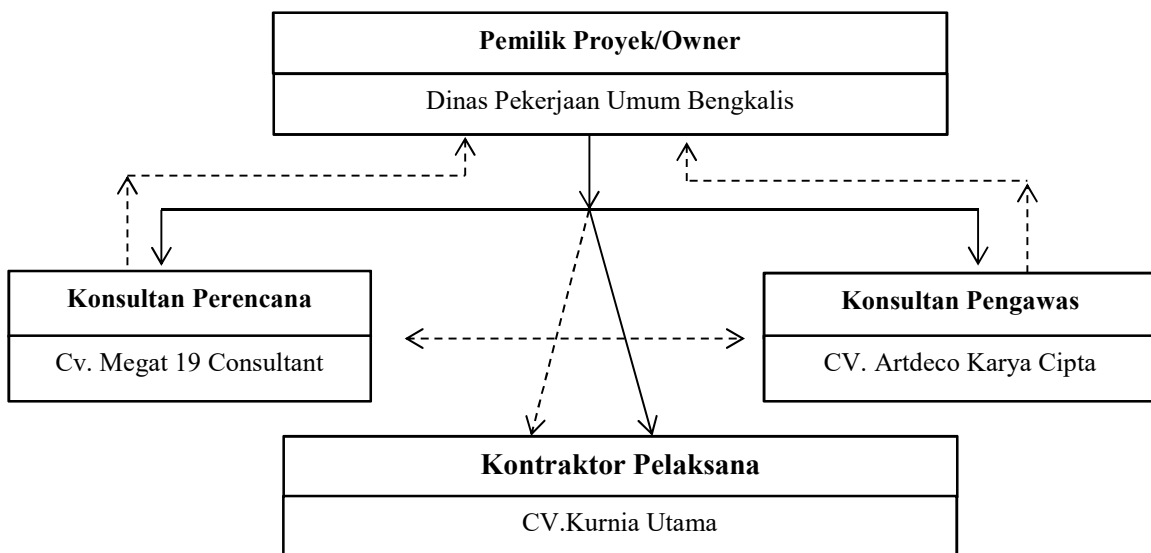 Pemilik Proyek/Owner
Dinas Pekerjaan Umum Bengkalis
Konsultan Perencana
Cv. Megat 19 Consultant
Konsultan Pengawas
CV. Artdeco Karya Cipta
Kontraktor Pelaksana
CV.Kurnia Utama